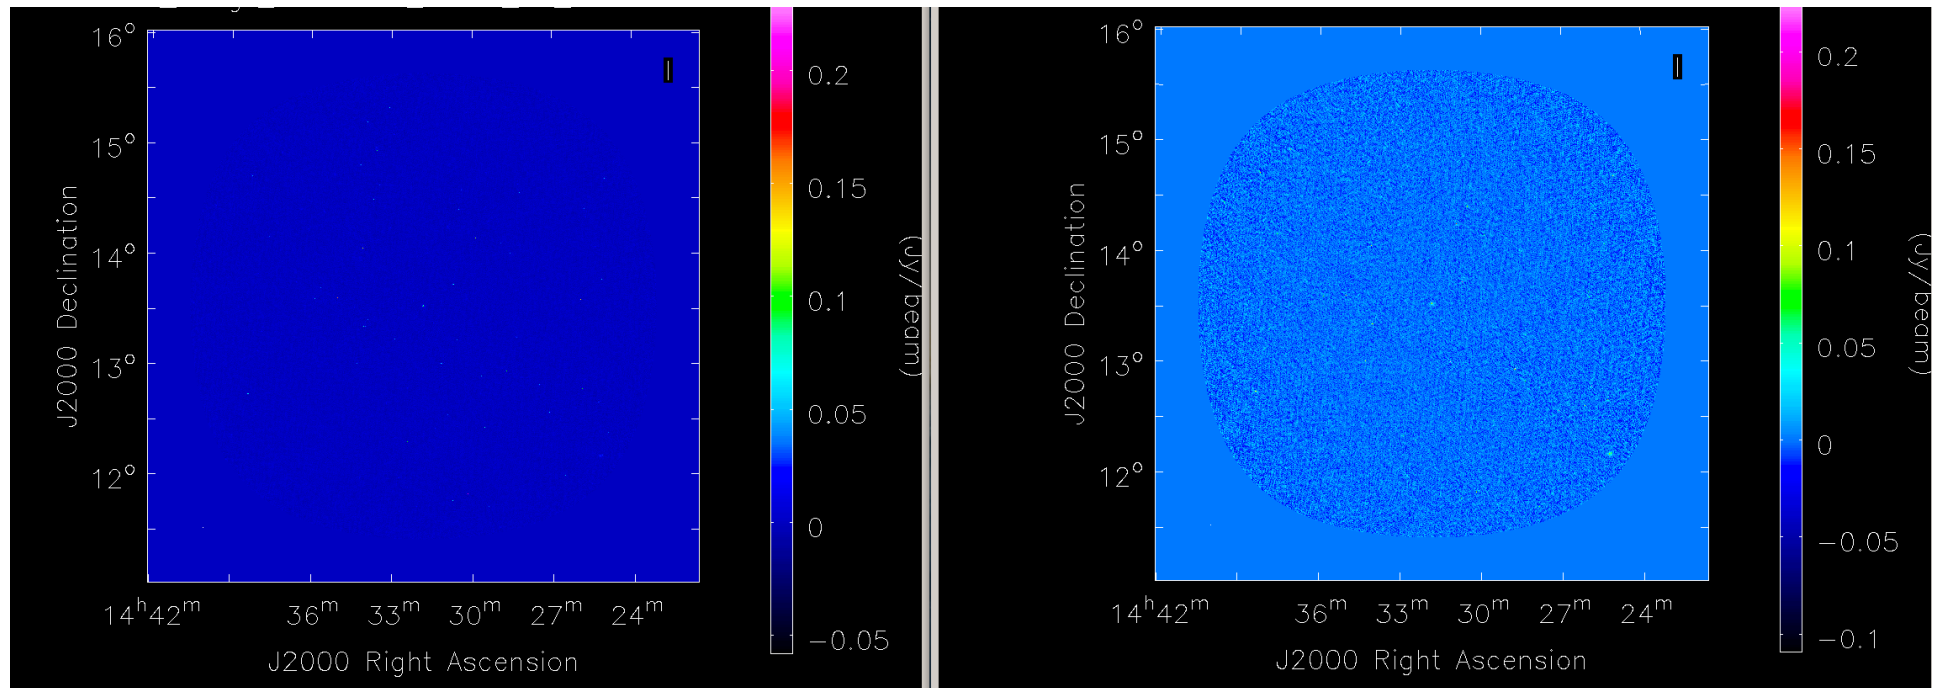 16°
15°
14°
13°
12°
J2000 Declination
14ʰ42ᵐ 36ᵐ 33ᵐ 30ᵐ 27ᵐ 24ᵐ
J2000 Right Ascension
0.2
0.15
0.1
0.05
0
−0.05
(Jy/beam)
16°
15°
14°
13°
12°
J2000 Declination
14ʰ42ᵐ 36ᵐ 33ᵐ 30ᵐ 27ᵐ 24ᵐ
J2000 Right Ascension
0.2
0.15
0.1
0.05
0
−0.05
−0.1
(Jy/beam)